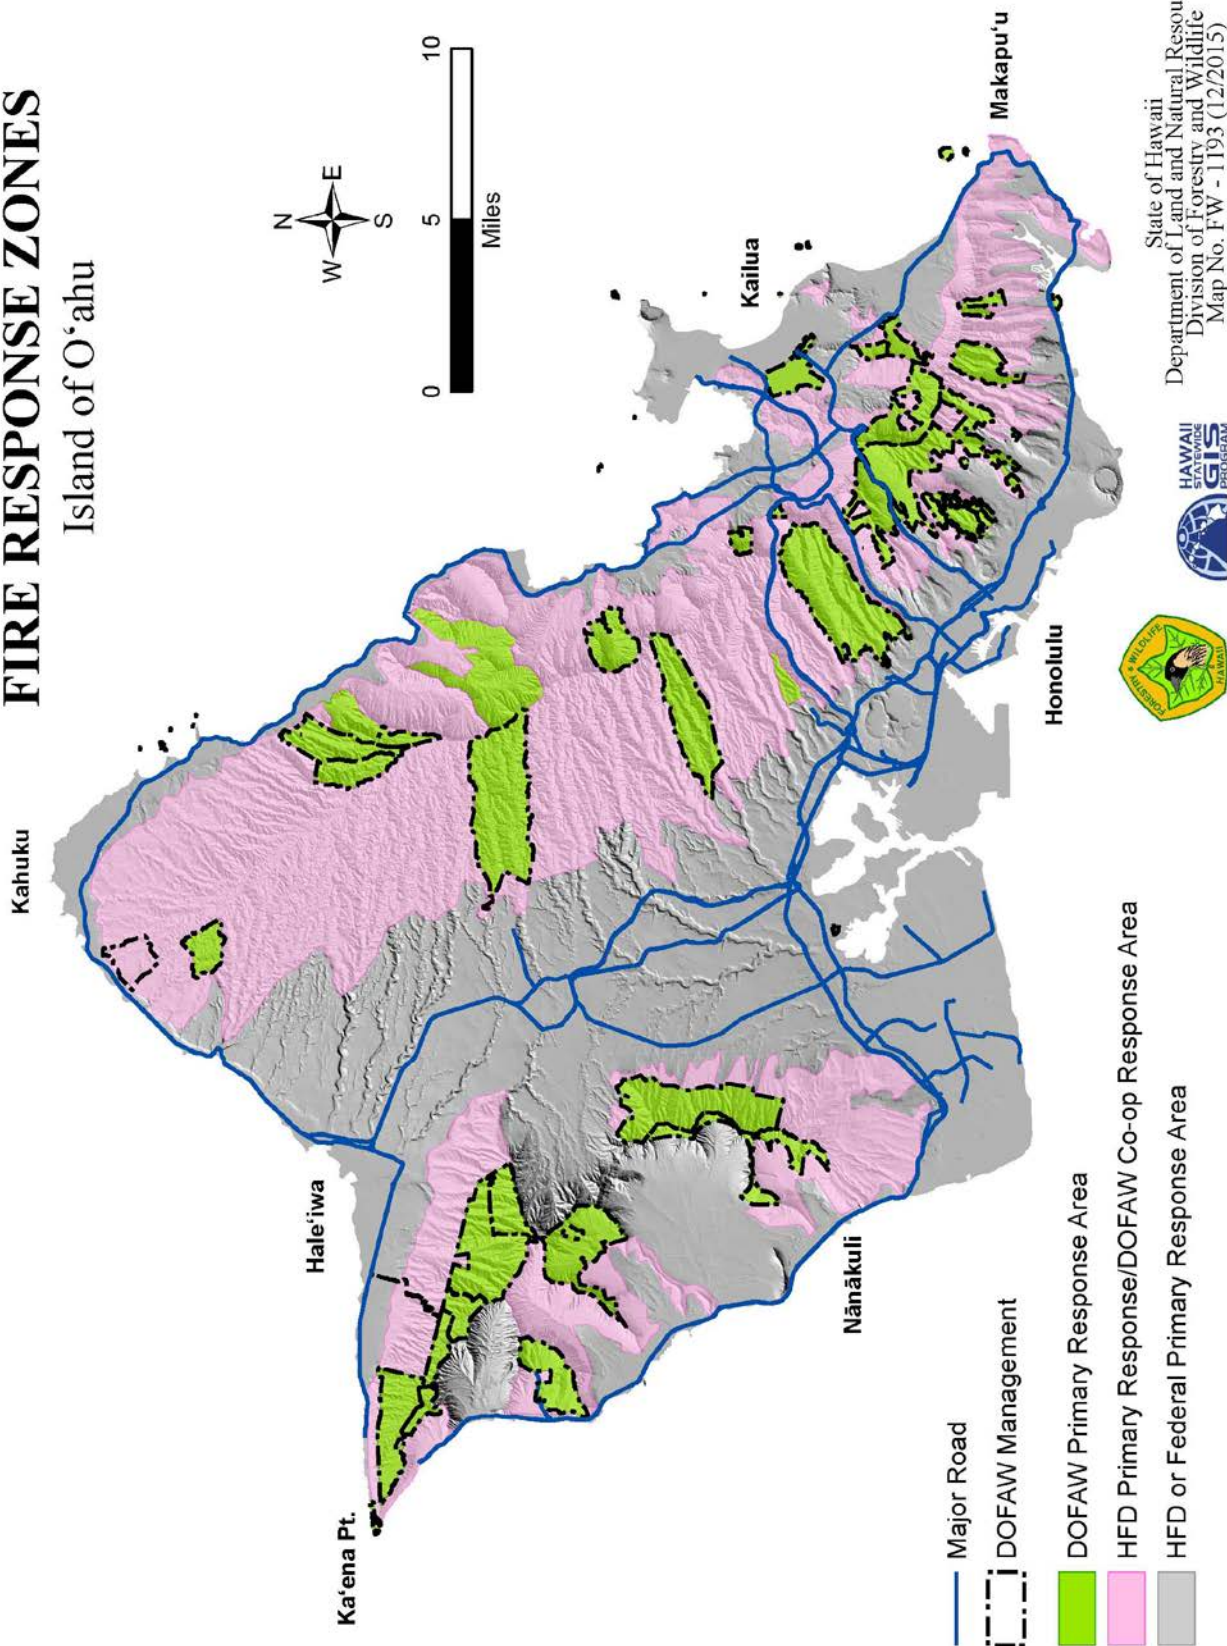 FIRE RESPONSE ZONES
Island of Oʻahu
N
W
E
S
0
5
10
Miles
Kahuku
Haleʻiwa
Kaʻena Pt.
Kailua
Makapuʻu
Nānākuli
Honolulu
Major Road
DOFAW Management
DOFAW Primary Response Area
HFD Primary Response/DOFAW Co-op Response Area
HFD or Federal Primary Response Area
FORESTRY & WILDLIFE
HAWAII
HAWAII
STATEWIDE
GIS
PROGRAM
State of Hawaii
Department of Land and Natural Resou
Division of Forestry and Wildlife
Map No. FW - 1193 (12/2015)